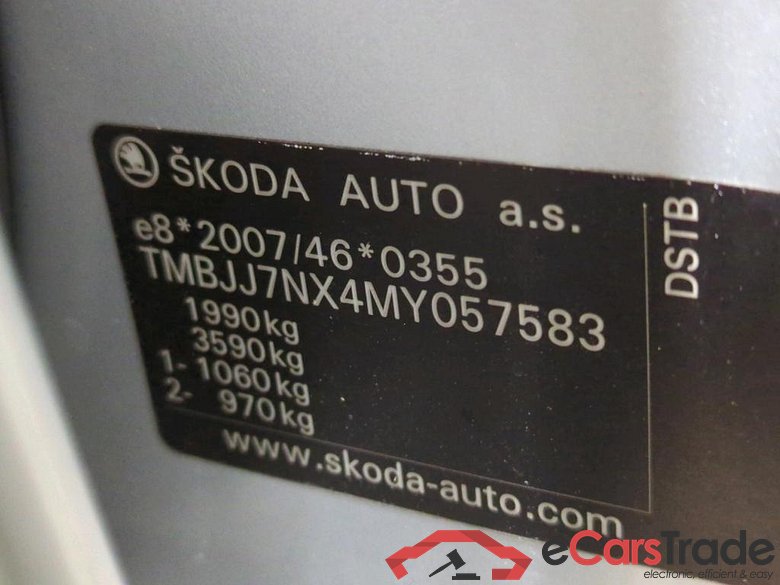 ŠKODA AUTO a.s.
e8*2007/46*0355
TMBJJ7NX4MY057583
1990kg
3590kg
1- 1060kg
2- 970kg
www.skoda-auto.com
DSTB
eCarsTrade
electronic, efficient & easy